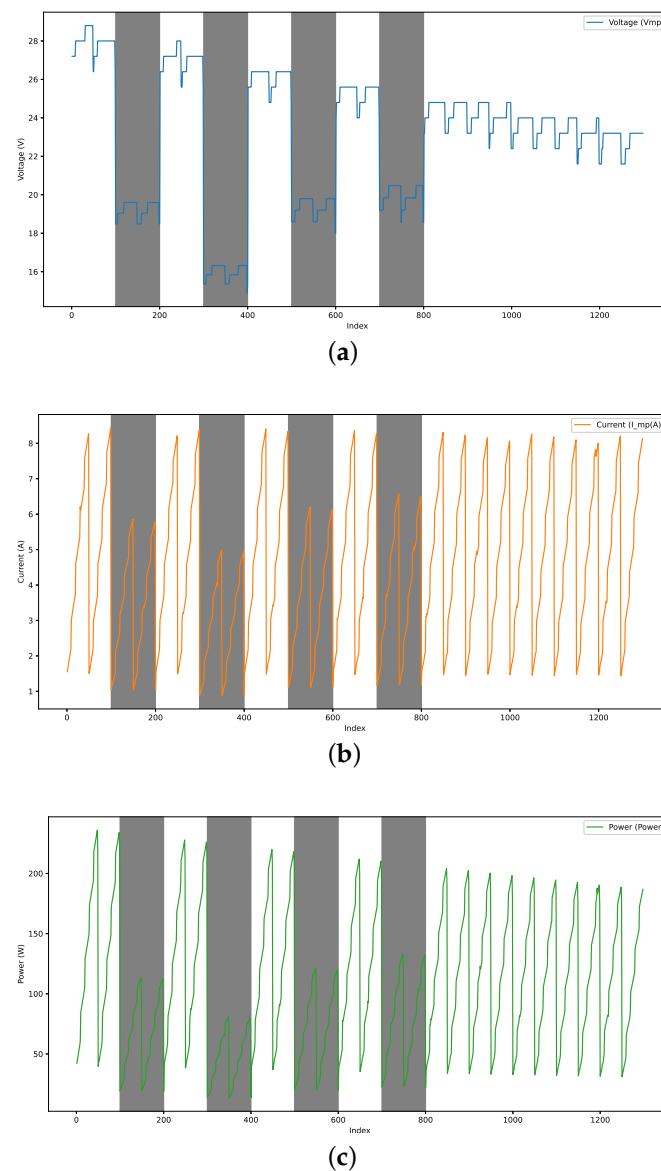 Voltage (Vmp
28
26
24
22
20
18
16
Voltage (V)
0 200 400 600 800 1000 1200
Index
(a)
Current (I_mp(A)
8
7
6
5
4
3
2
1
Current (A)
0 200 400 600 800 1000 1200
Index
(b)
Power (Power
200
150
100
50
Power (W)
0 200 400 600 800 1000 1200
Index
(c)